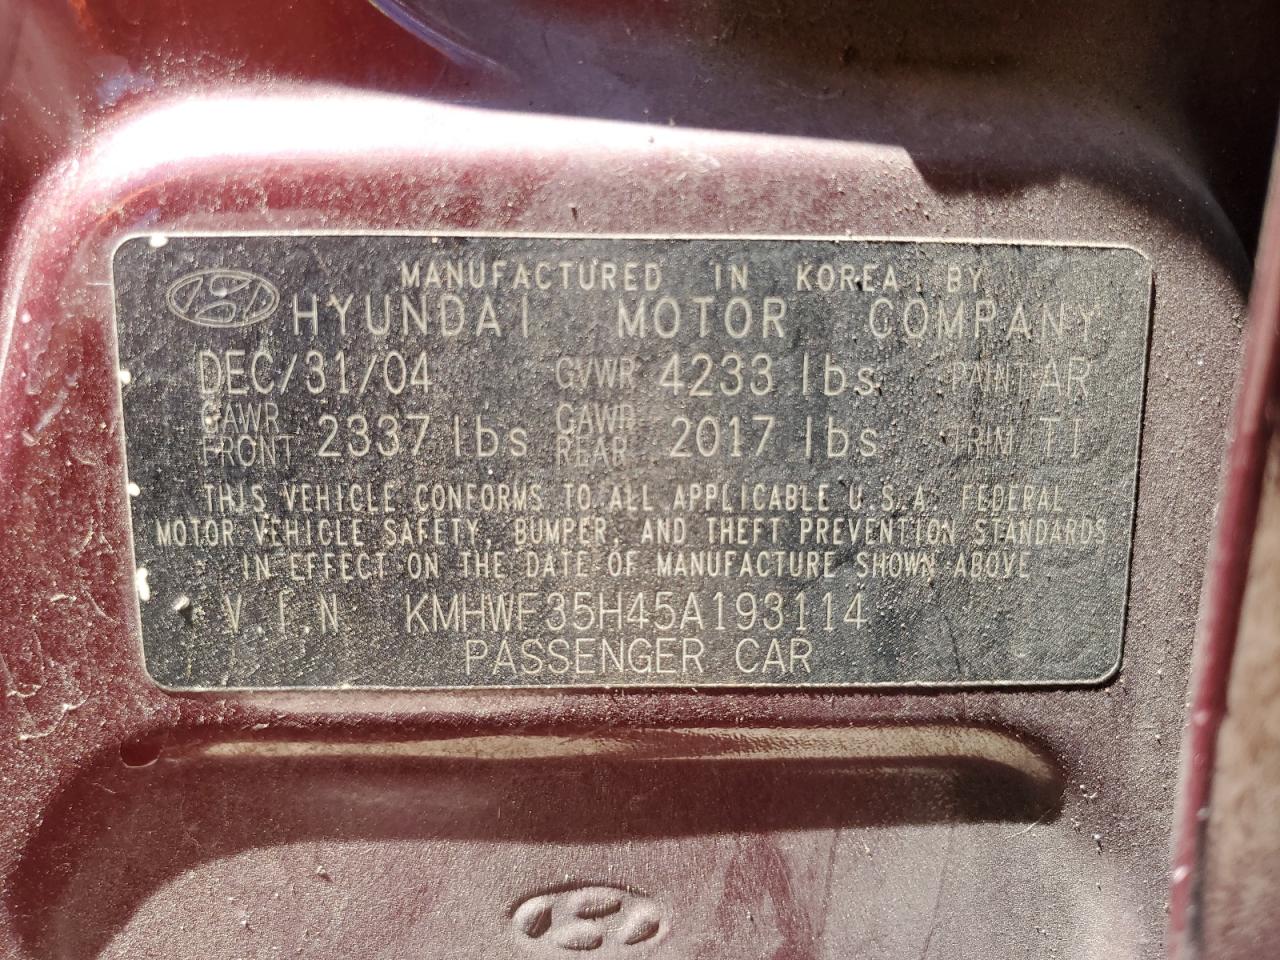 MANUFACTURED IN KOREA BY
HYUNDAI MOTOR COMPANY
DEC/31/04 GVWR 4233 lbs PAINT AR
GAWR FRONT 2337 lbs GAWR REAR 2017 lbs TRIM TI
THIS VEHICLE CONFORMS TO ALL APPLICABLE U.S.A. FEDERAL
MOTOR VEHICLE SAFETY, BUMPER, AND THEFT PREVENTION STANDARDS
IN EFFECT ON THE DATE OF MANUFACTURE SHOWN ABOVE
V.I.N KMHWF35H45A193114
PASSENGER CAR